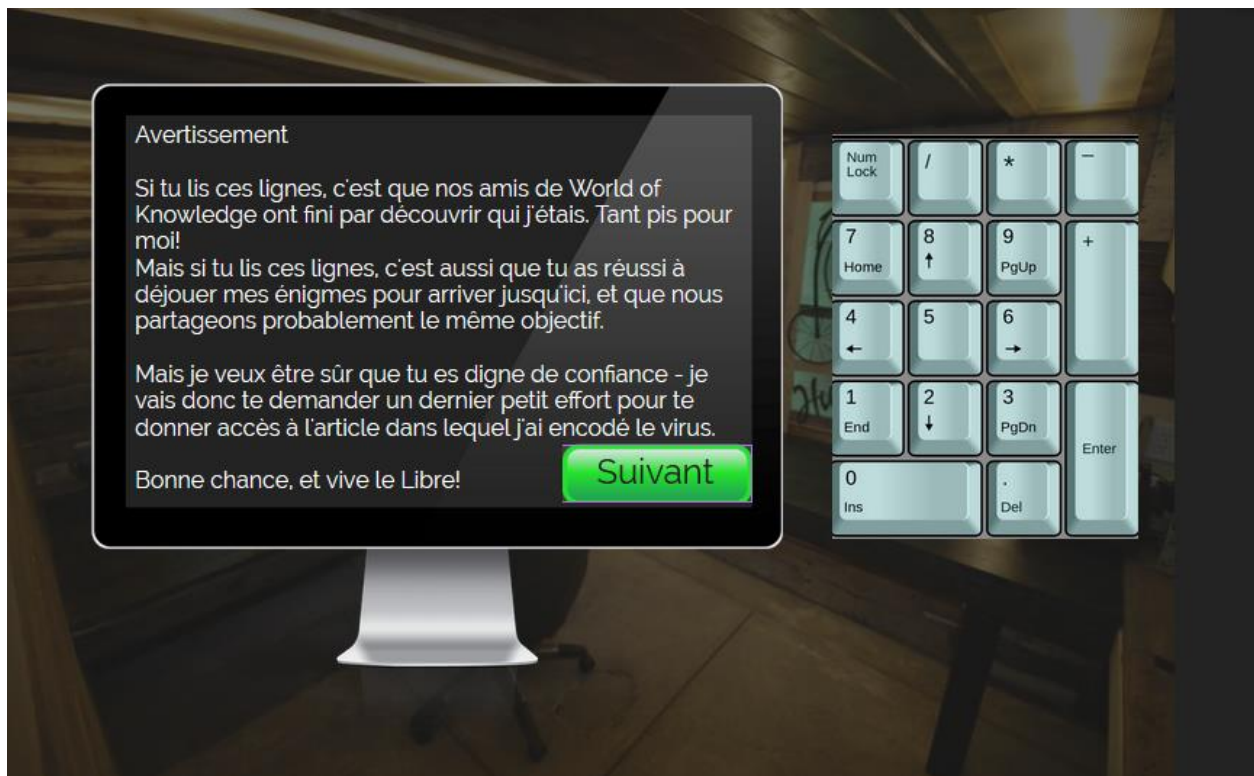 Avertissement
Si tu lis ces lignes, c'est que nos amis de World of
Knowledge ont fini par découvrir qui j'étais. Tant pis pour
moi!
Mais si tu lis ces lignes, c'est aussi que tu as réussi à
déjouer mes énigmes pour arriver jusqu'ici, et que nous
partageons probablement le même objectif.
Mais je veux être sûr que tu es digne de confiance - je
vais donc te demander un dernier petit effort pour te
donner accès à l'article dans lequel j'ai encodé le virus.
Bonne chance, et vive le Libre!
Suivant
Num
Lock
/
*
–
7
Home
8
↑
9
PgUp
+
4
←
5
6
→
1
End
2
↓
3
PgDn
Enter
0
Ins
.
Del